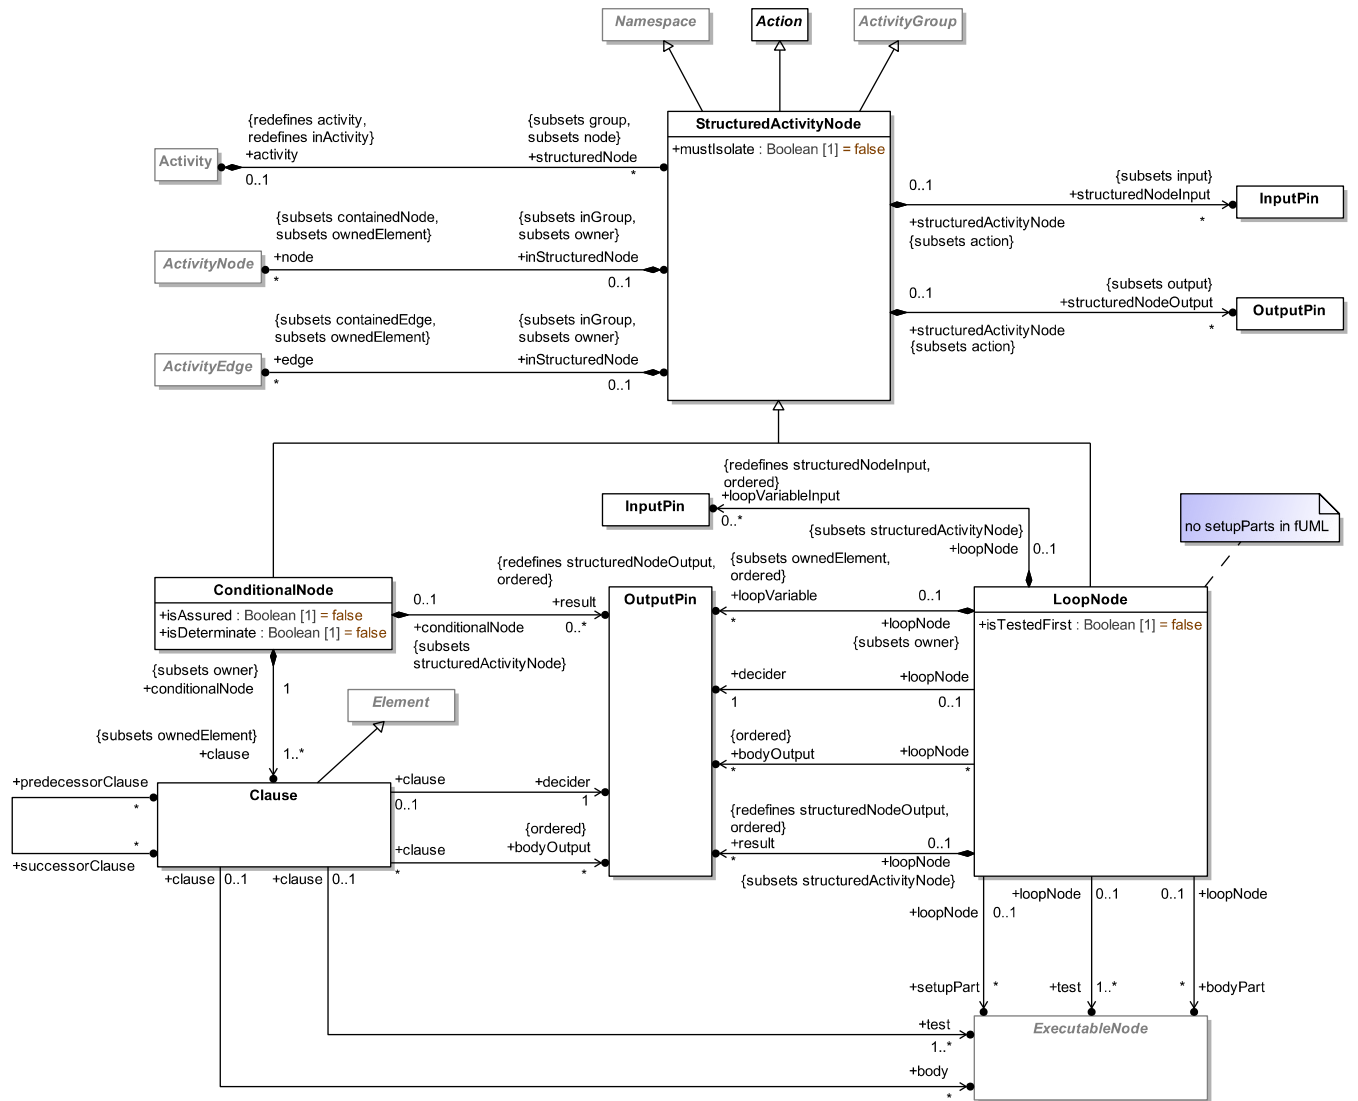 Namespace
Action
ActivityGroup
StructuredActivityNode
+mustIsolate : Boolean [1] = false
{redefines activity,
redefines inActivity}
+activity
0..1
{subsets group,
subsets node}
+structuredNode
*
Activity
{subsets containedNode,
subsets ownedElement}
+node
*
{subsets inGroup,
subsets owner}
+inStructuredNode
0..1
ActivityNode
{subsets containedEdge,
subsets ownedElement}
+edge
*
{subsets inGroup,
subsets owner}
+inStructuredNode
0..1
ActivityEdge
0..1
+structuredActivityNode
{subsets action}
{subsets input}
+structuredNodeInput
*
InputPin
0..1
+structuredActivityNode
{subsets action}
{subsets output}
+structuredNodeOutput
*
OutputPin
{redefines structuredNodeInput,
ordered}
+loopVariableInput
0..*
InputPin
{subsets structuredActivityNode}
+loopNode
0..1
no setupParts in fUML
ConditionalNode
+isAssured : Boolean [1] = false
+isDeterminate : Boolean [1] = false
{redefines structuredNodeOutput,
ordered}
+result
0..*
0..1
+conditionalNode
{subsets
structuredActivityNode}
OutputPin
{subsets ownedElement,
ordered}
+loopVariable
*
0..1
+loopNode
{subsets owner}
LoopNode
+isTestedFirst : Boolean [1] = false
+decider
1
+loopNode
0..1
{ordered}
+bodyOutput
*
+loopNode
*
{redefines structuredNodeOutput,
ordered}
+result
*
0..1
+loopNode
{subsets structuredActivityNode}
{subsets owner}
+conditionalNode
1
Element
{subsets ownedElement}
+clause
1..*
+predecessorClause
*
*
+successorClause
Clause
+clause
0..1
+decider
1
+clause
*
{ordered}
+bodyOutput
*
+clause
0..1
+clause
0..1
+loopNode
0..1
+loopNode
0..1
0..1
+loopNode
+setupPart
*
+test
1..*
*
+bodyPart
ExecutableNode
+test
1..*
+body
*